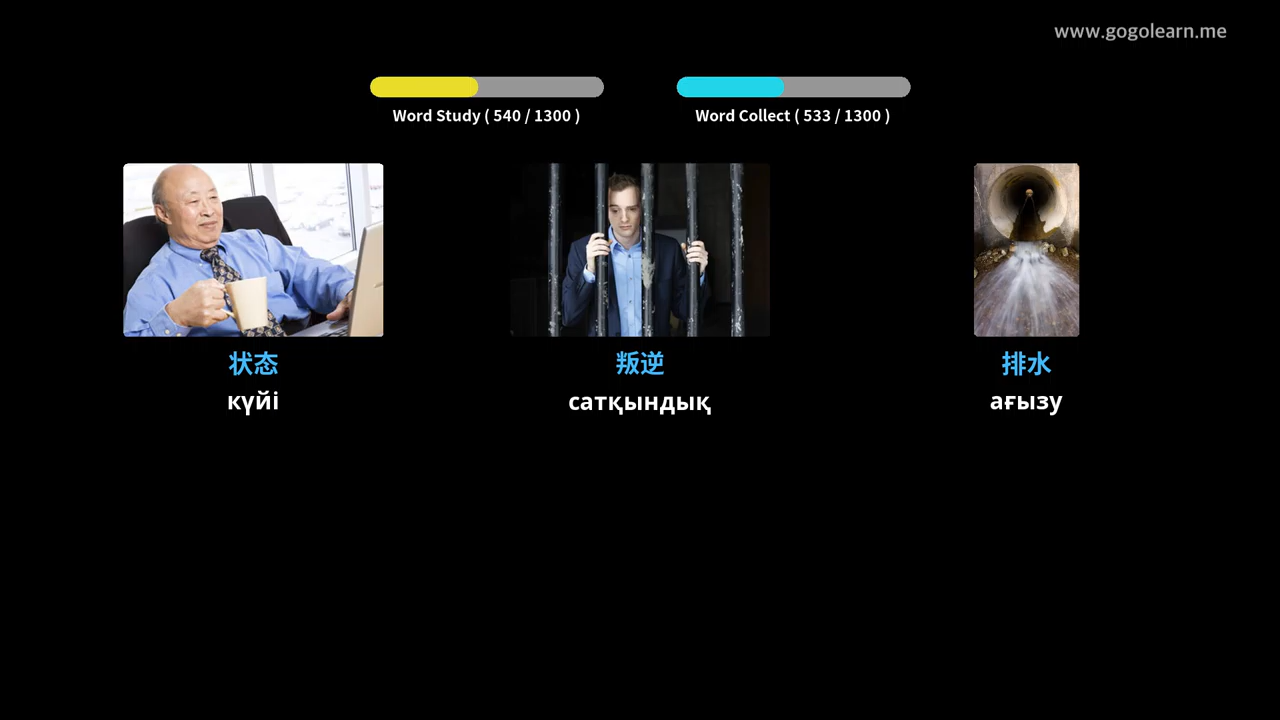 www.gogolearn.me
Word Study ( 540 / 1300 )
Word Collect ( 533 / 1300 )
状态
күйі
叛逆
сатқындық
排水
ағызу